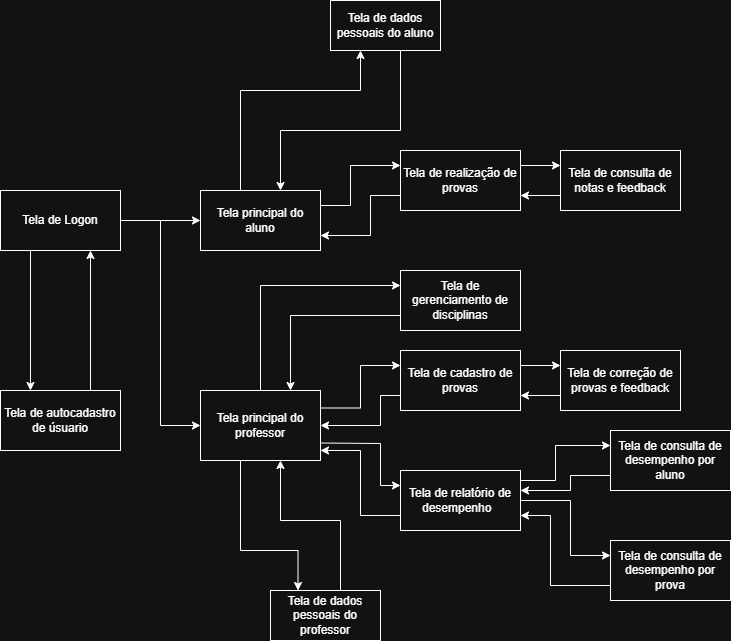 Tela de dados
pessoais do aluno
Tela de realização de
provas
Tela de consulta de
notas e feedback
Tela de Logon
Tela principal do
aluno
Tela de
gerenciamento de
disciplinas
Tela de cadastro de
provas
Tela de correção de
provas e feedback
Tela de autocadastro
de úsuario
Tela principal do
professor
Tela de consulta de
desempenho por
aluno
Tela de relatório de
desempenho
Tela de consulta de
desempenho por
prova
Tela de dados
pessoais do
professor